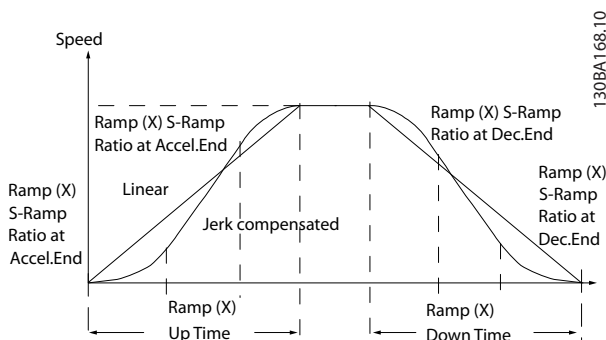 130BA168.10
Speed
Ramp (X) S-Ramp
Ratio at Accel.End
Ramp (X) S-Ramp
Ratio at Dec.End
Ramp (X)
S-Ramp
Ratio at
Accel.End
Linear
Jerk compensated
Ramp (X)
S-Ramp
Ratio at
Dec.End
Ramp (X)
Up Time
Ramp (X)
Down Time